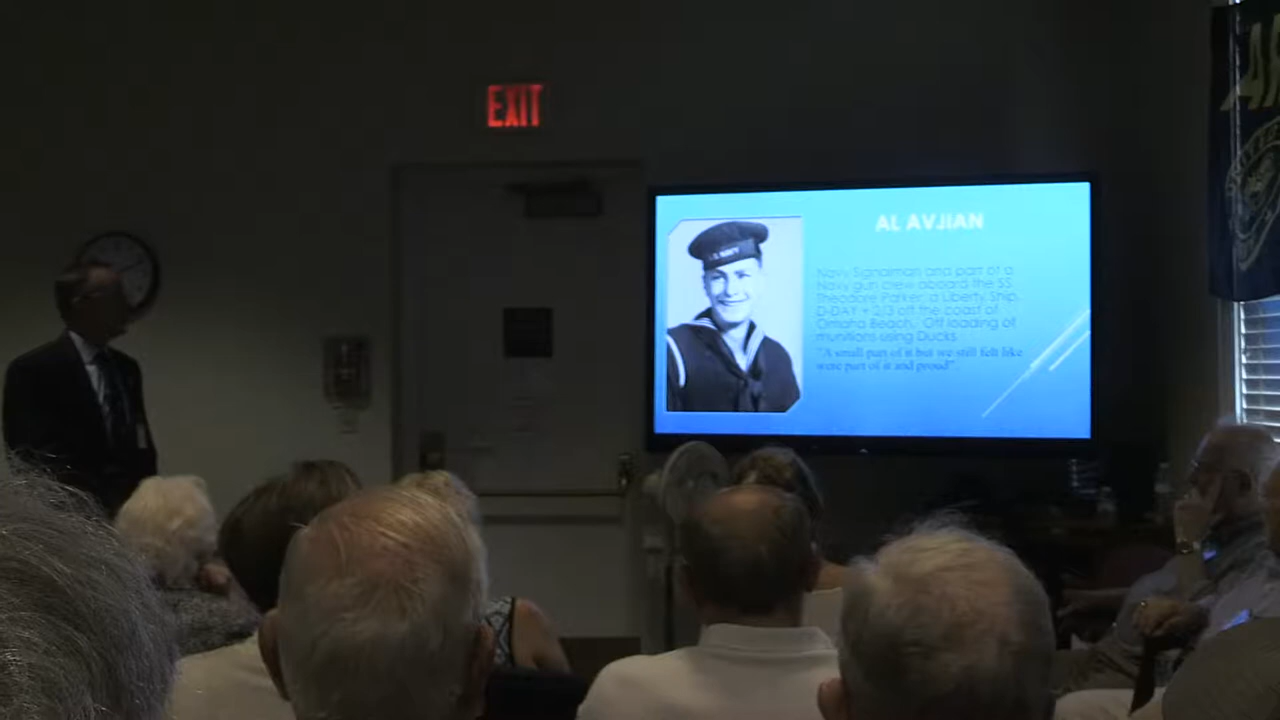 EXIT
AL AVJIAN
U.S. NAVY
Navy Signalman and part of a
Navy gun crew aboard the SS
Theodore Parker, a Liberty Ship.
D-DAY + 2/3 off the coast of
Omaha Beach. Off loading of
munitions using Ducks
"A small part of it but we still felt like
were part of it and proud".